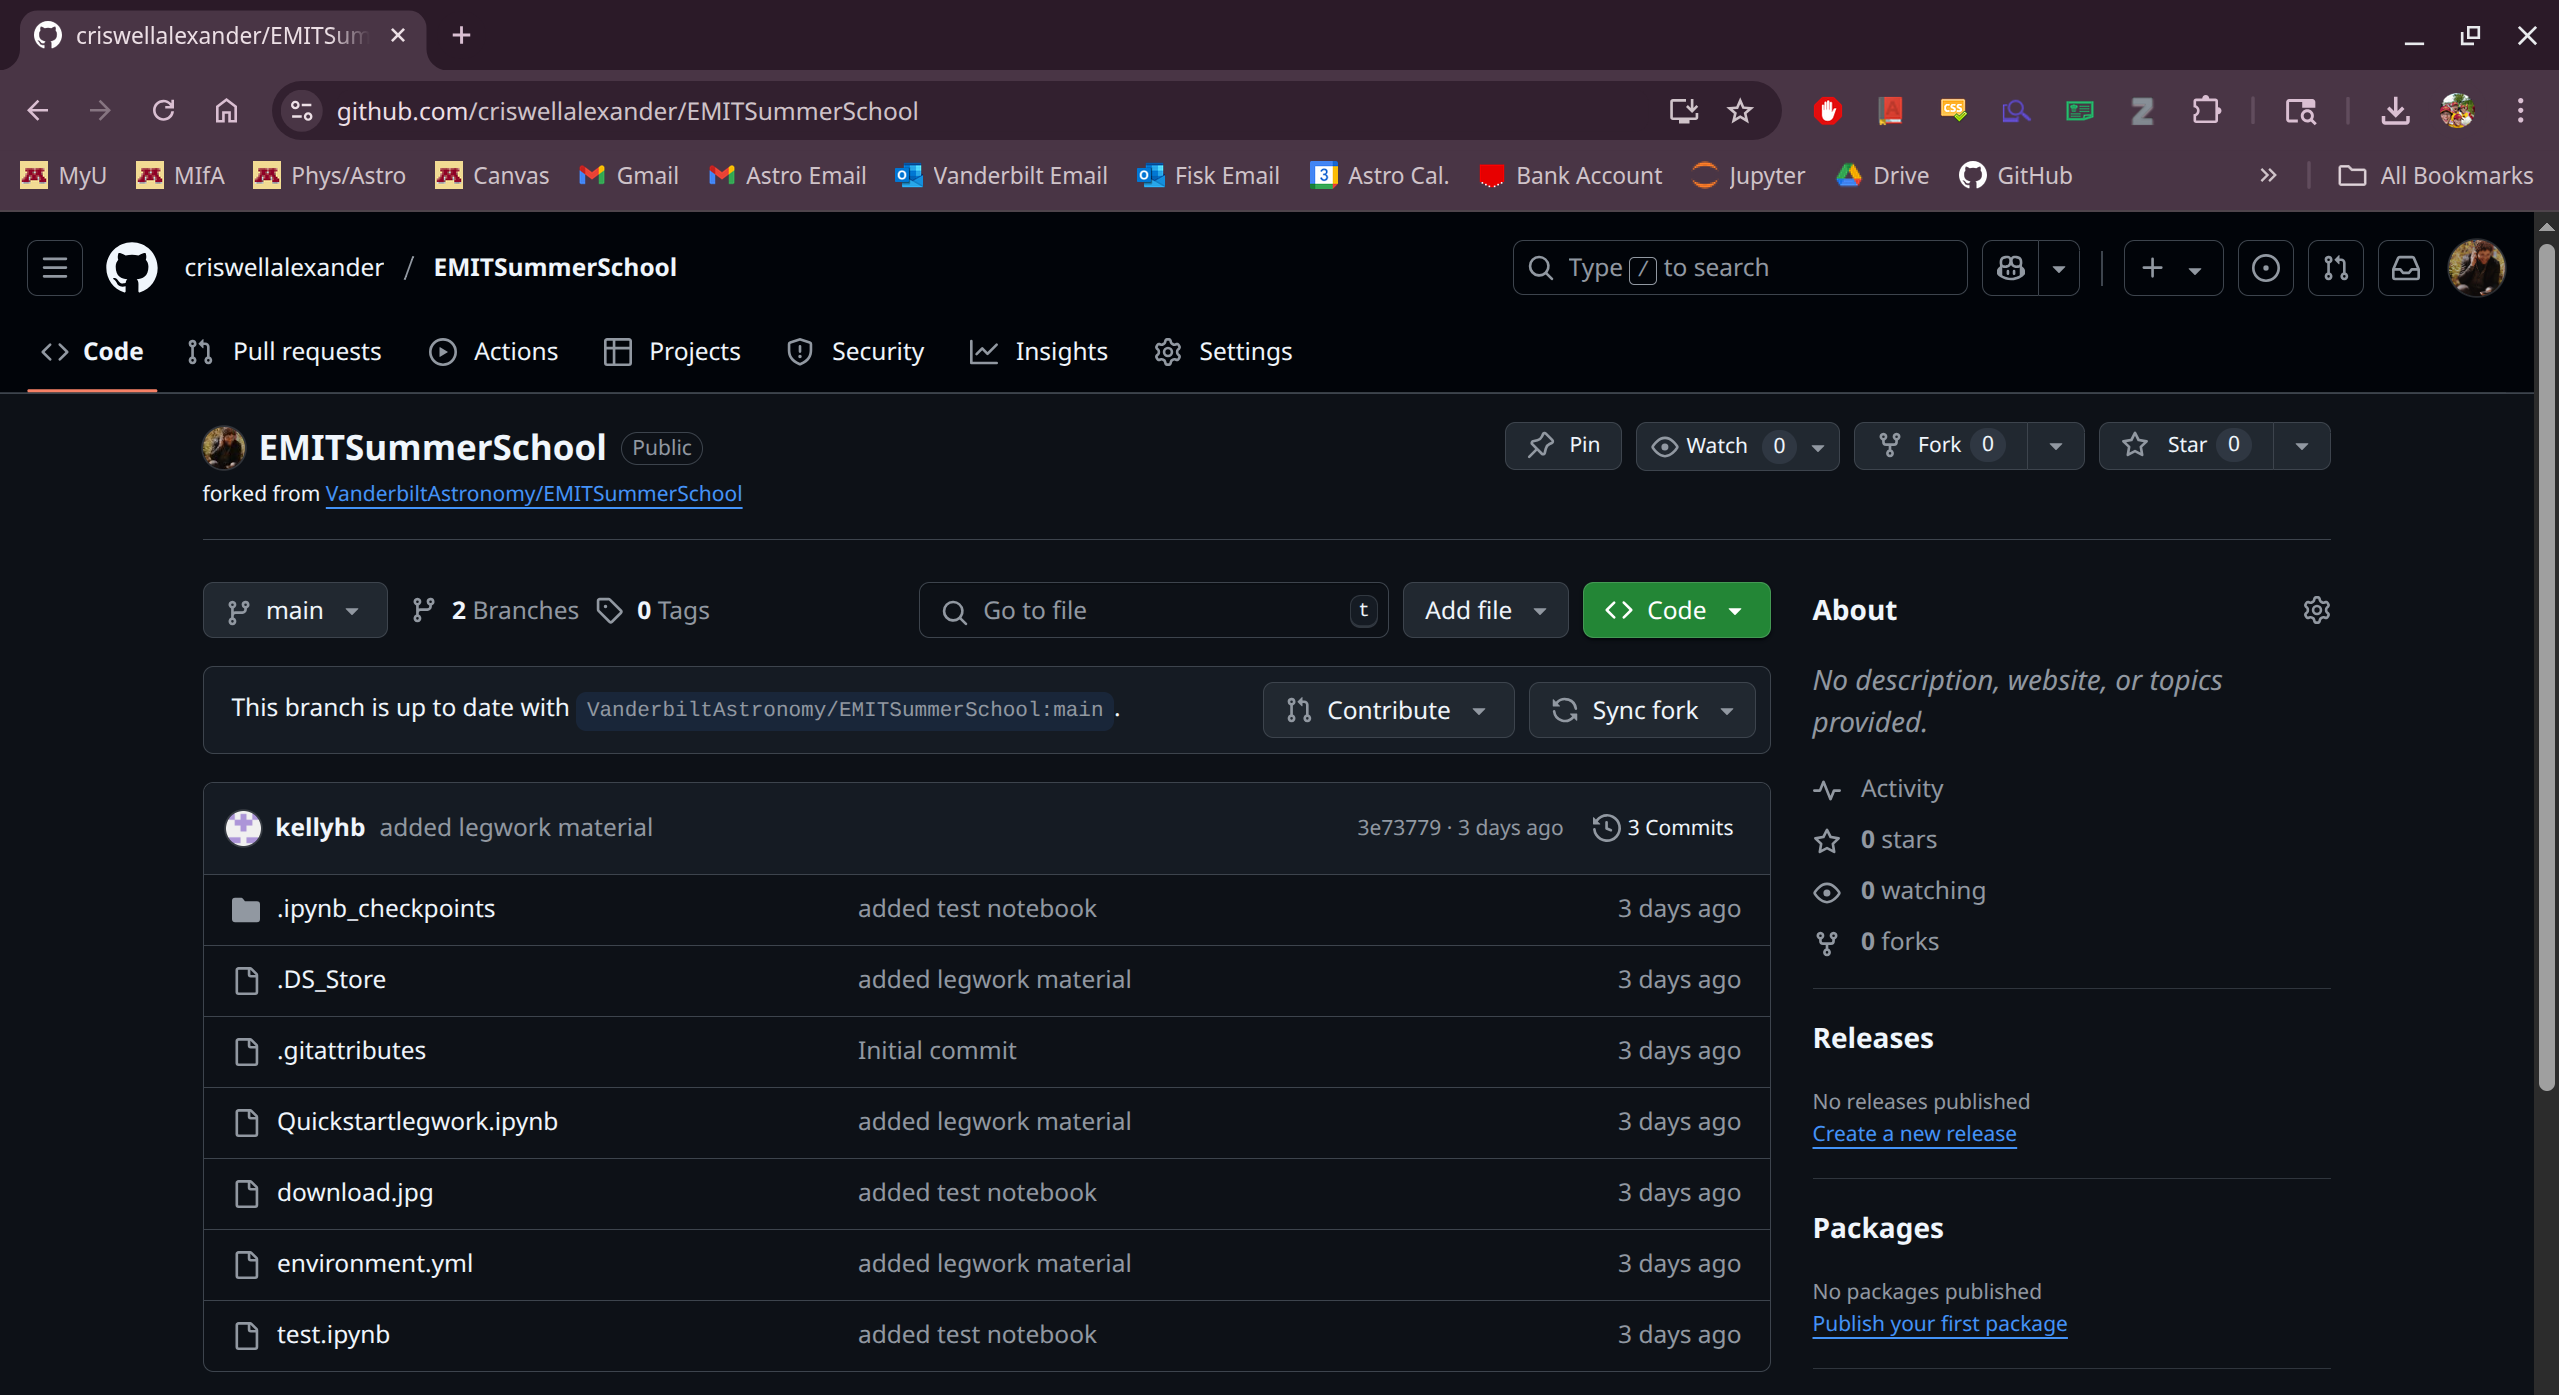 criswellalexander/EMITSum
github.com/criswellalexander/EMITSummerSchool
MyU MIfA Phys/Astro Canvas Gmail Astro Email Vanderbilt Email Fisk Email 3 Astro Cal. Bank Account Jupyter Drive GitHub » All Bookmarks
criswellalexander / EMITSummerSchool Type / to search
Code Pull requests Actions Projects Security Insights Settings
EMITSummerSchool Public Pin Watch 0 Fork 0 Star 0
forked from VanderbiltAstronomy/EMITSummerSchool
main 2 Branches 0 Tags Go to file t Add file Code
This branch is up to date with VanderbiltAstronomy/EMITSummerSchool:main . Contribute Sync fork
kellyhb added legwork material 3e73779 · 3 days ago 3 Commits
.ipynb_checkpoints added test notebook 3 days ago
.DS_Store added legwork material 3 days ago
.gitattributes Initial commit 3 days ago
Quickstartlegwork.ipynb added legwork material 3 days ago
download.jpg added test notebook 3 days ago
environment.yml added legwork material 3 days ago
test.ipynb added test notebook 3 days ago
About
No description, website, or topics
provided.
Activity
0 stars
0 watching
0 forks
Releases
No releases published
Create a new release
Packages
No packages published
Publish your first package